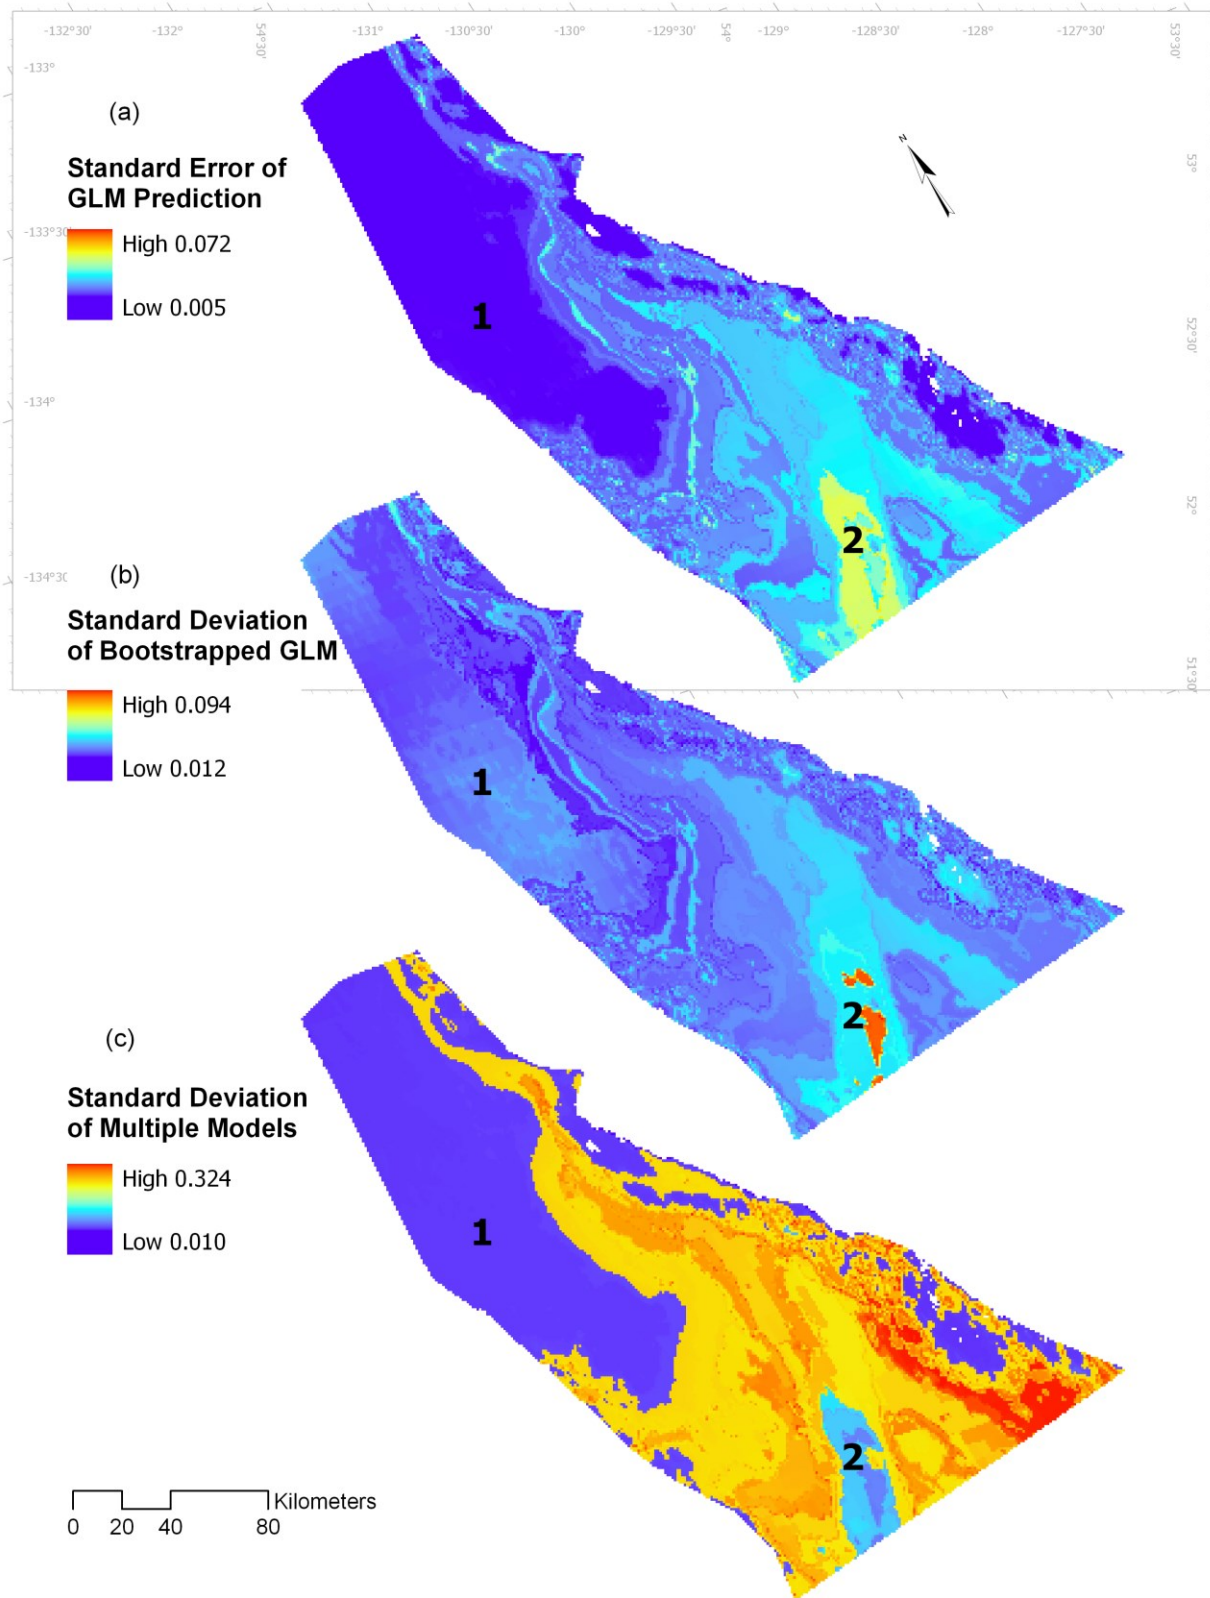 -132°30'
-132°
54°30'
-131°
-130°30'
-130°
-129°30'
54°
-129°
-128°30'
-128°
-127°30'
53°30'
-133°
(a)
N
53°
Standard Error of
GLM Prediction
-133°30'
High 0.072
Low 0.005
1
52°30'
-134°
52°
2
-134°30'
(b)
Standard Deviation
of Bootstrapped GLM
51°30'
High 0.094
Low 0.012
1
2
(c)
Standard Deviation
of Multiple Models
High 0.324
Low 0.010
1
2
Kilometers
0 20 40 80